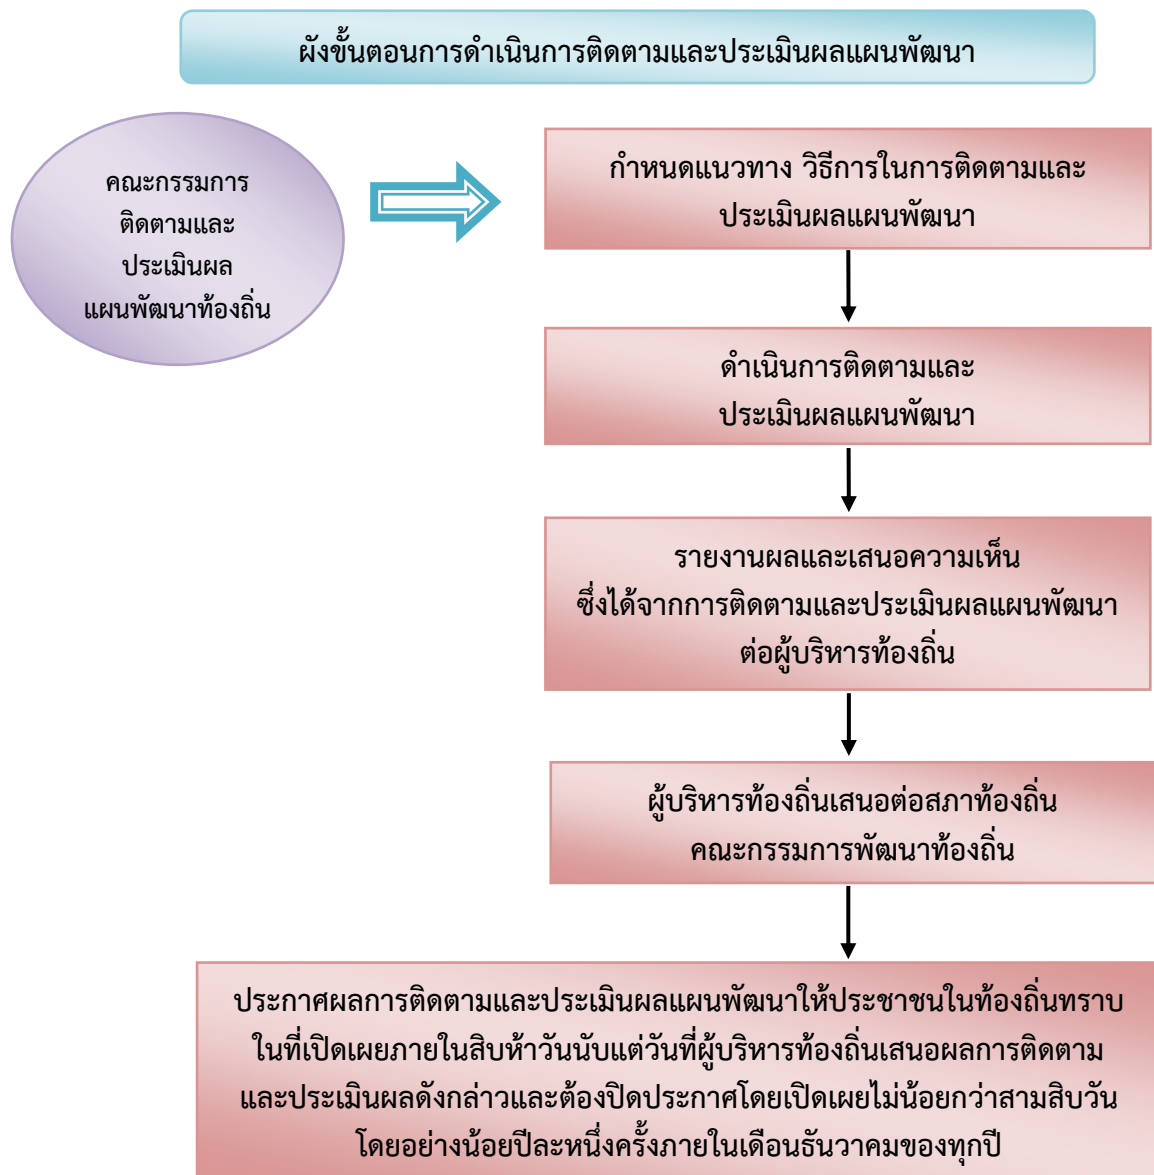 ผังขั้นตอนการดำเนินการติดตามและประเมินผลแผนพัฒนา
คณะกรรมการ
ติดตามและ
ประเมินผล
แผนพัฒนาท้องถิ่น
กำหนดแนวทาง วิธีการในการติดตามและ
ประเมินผลแผนพัฒนา
ดำเนินการติดตามและ
ประเมินผลแผนพัฒนา
รายงานผลและเสนอความเห็น
ซึ่งได้จากการติดตามและประเมินผลแผนพัฒนา
ต่อผู้บริหารท้องถิ่น
ผู้บริหารท้องถิ่นเสนอต่อสภาท้องถิ่น
คณะกรรมการพัฒนาท้องถิ่น
ประกาศผลการติดตามและประเมินผลแผนพัฒนาให้ประชาชนในท้องถิ่นทราบ
ในที่เปิดเผยภายในสิบห้าวันนับแต่วันที่ผู้บริหารท้องถิ่นเสนอผลการติดตาม
และประเมินผลดังกล่าวและต้องปิดประกาศโดยเปิดเผยไม่น้อยกว่าสามสิบวัน
โดยอย่างน้อยปีละหนึ่งครั้งภายในเดือนธันวาคมของทุกปี